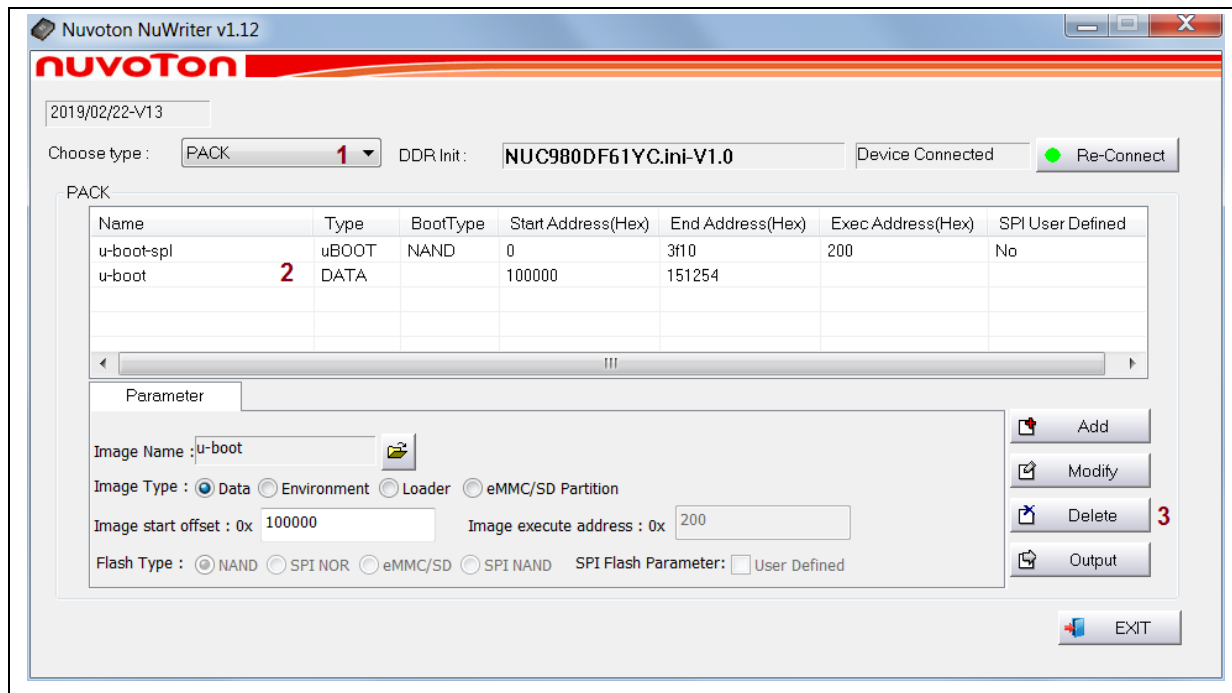 Nuvoton NuWriter v1.12
nuvoTon
2019/02/22-V13
Choose type : PACK 1 DDR Init : NUC980DF61YC.ini-V1.0 Device Connected Re-Connect
PACK
Name Type BootType Start Address(Hex) End Address(Hex) Exec Address(Hex) SPI User Defined
u-boot-spl uBOOT NAND 0 3f10 200 No
u-boot 2 DATA 100000 151254
Parameter
Add
Image Name : u-boot
Modify
Image Type : Data Environment Loader eMMC/SD Partition
Delete 3
Image start offset : 0x 100000 Image execute address : 0x 200
Output
Flash Type : NAND SPI NOR eMMC/SD SPI NAND SPI Flash Parameter: User Defined
EXIT